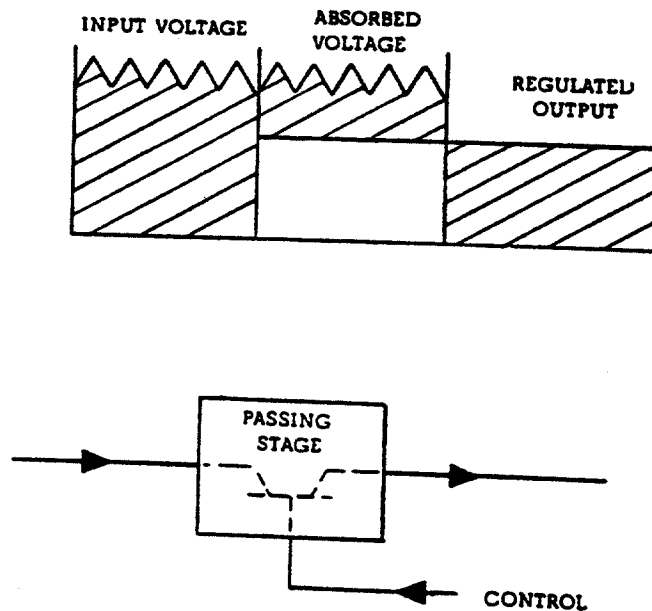 INPUT VOLTAGE
ABSORBED
VOLTAGE
REGULATED
OUTPUT
PASSING
STAGE
CONTROL